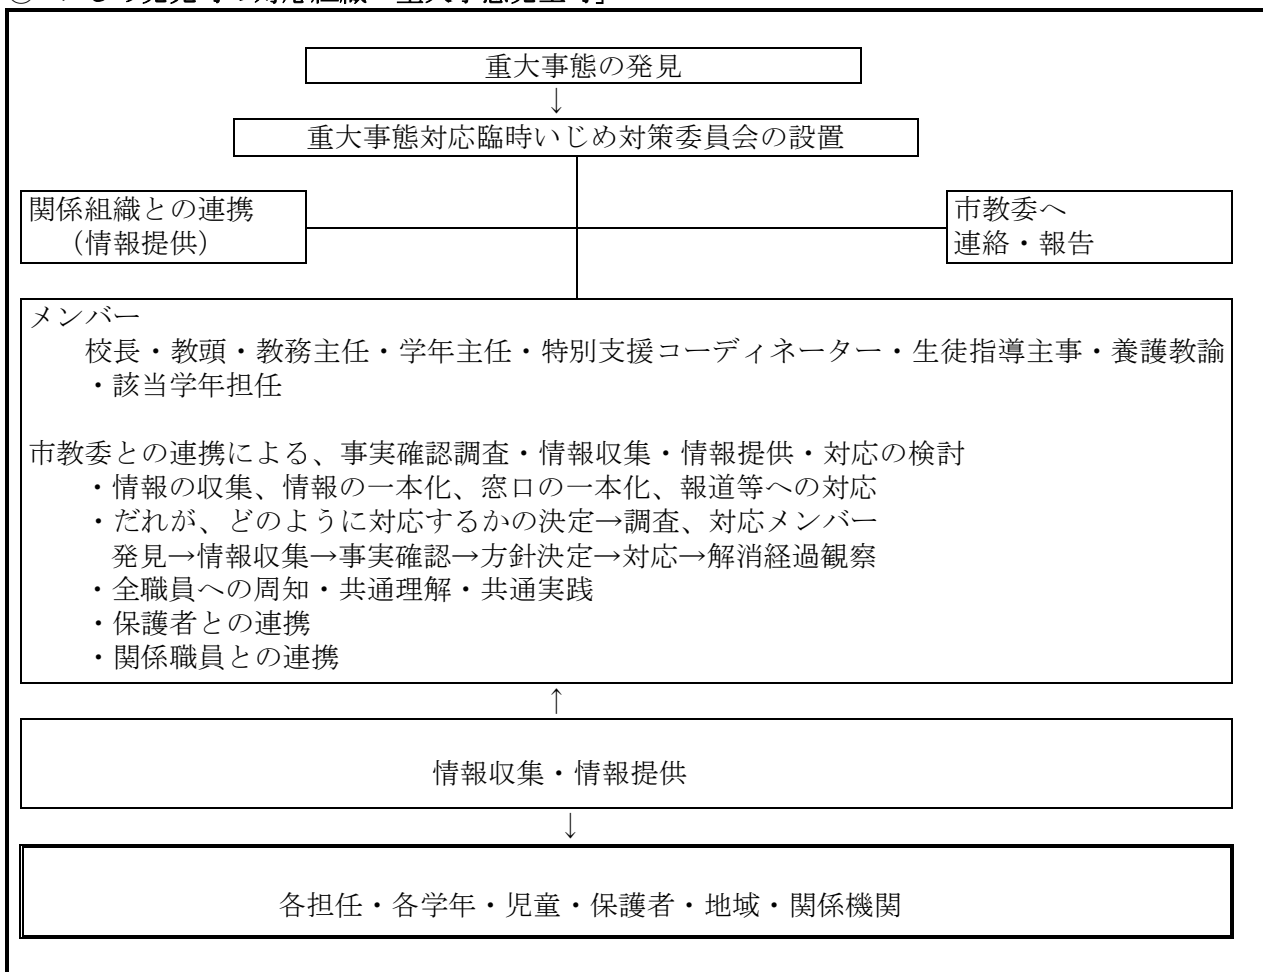 重大事態の発見
↓
重大事態対応臨時いじめ対策委員会の設置
関係組織との連携
（情報提供）
市教委へ
連絡・報告
メンバー
校長・教頭・教務主任・学年主任・特別支援コーディネーター・生徒指導主事・養護教諭
・該当学年担任
市教委との連携による、事実確認調査・情報収集・情報提供・対応の検討
・情報の収集、情報の一本化、窓口の一本化、報道等への対応
・だれが、どのように対応するかの決定→調査、対応メンバー
発見→情報収集→事実確認→方針決定→対応→解消経過観察
・全職員への周知・共通理解・共通実践
・保護者との連携
・関係職員との連携
↑
情報収集・情報提供
↓
各担任・各学年・児童・保護者・地域・関係機関